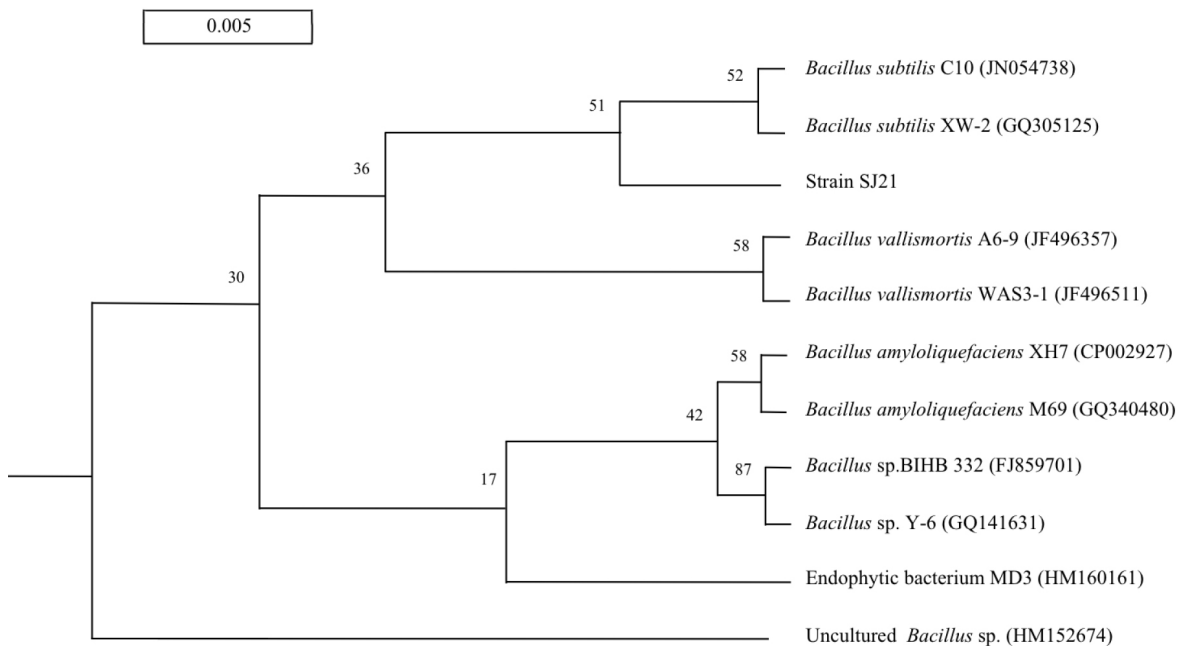 0.005
52
Bacillus subtilis C10 (JN054738)
51
Bacillus subtilis XW-2 (GQ305125)
36
Strain SJ21
58
Bacillus vallismortis A6-9 (JF496357)
30
Bacillus vallismortis WAS3-1 (JF496511)
58
Bacillus amyloliquefaciens XH7 (CP002927)
42
Bacillus amyloliquefaciens M69 (GQ340480)
87
Bacillus sp.BIHB 332 (FJ859701)
17
Bacillus sp. Y-6 (GQ141631)
Endophytic bacterium MD3 (HM160161)
Uncultured Bacillus sp. (HM152674)